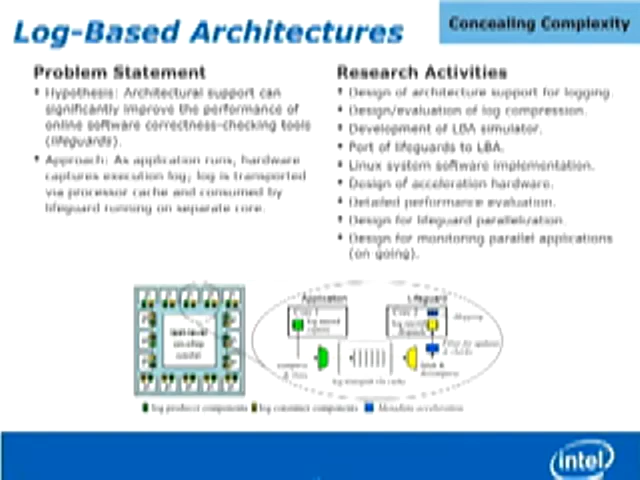 Log-Based Architectures
Concealing Complexity
Problem Statement
• Hypothesis: Architectural support can
significantly improve the performance of
online software correctness-checking tools
(lifeguards).
• Approach: As application runs, hardware
captures execution log; log is transported
via processor cache and consumed by
lifeguard running on separate core.
Research Activities
• Design of architecture support for logging.
• Design/evaluation of log compression.
• Development of LBA simulator.
• Port of lifeguards to LBA.
• Linux system software implementation.
• Design of acceleration hardware.
• Detailed performance evaluation.
• Design for lifeguard parallelization.
• Design for monitoring parallel applications
(on going).
Application
Lifeguard
log transport via cache
log producer components
log consumer components
Metadata acceleration
intel